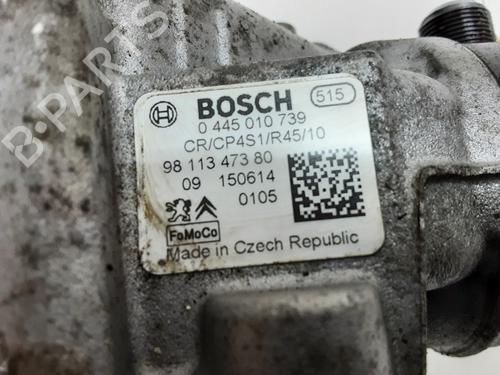 BOSCH 515
0 445 010 739
CR/CP4S1/R45/10
98 113 473 80
09 150614
0105
FoMoCo
Made in Czech Republic